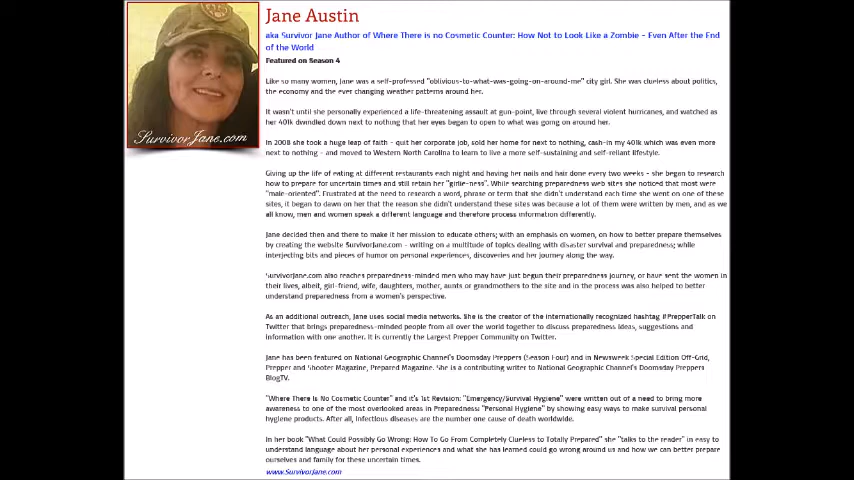 Jane Austin
aka Survivor Jane Author of Where There is no Cosmetic Counter: How Not to Look Like a Zombie - Even After the End
of the World
Featured on Season 4
Like so many women, Jane was a self-professed "oblivious-to-what-was-going-on-around-me" city girl. She was clueless about politics,
the economy and the ever changing weather patterns around her.
It wasn't until she personally experienced a life-threatening assault at gun-point, live through several violent hurricanes, and watched as
her 401k dwindled down next to nothing that her eyes began to open to what was going on around her.
In 2008 she took a huge leap of faith - quit her corporate job, sold her home for next to nothing, cash-in my 401k which was even more
next to nothing - and moved to Western North Carolina to learn to live a more self-sustaining and self-reliant lifestyle.
Giving up the life of eating at different restaurants each night and having her nails and hair done every two weeks - she began to research
how to prepare for uncertain times and still retain her "girlie-ness". While searching preparedness web sites she noticed that most were
"male-oriented". Frustrated at the need to research a word, phrase or term that she didn't understand each time she went on one of these
sites, it began to dawn on her that the reason she didn't understand these sites was because a lot of them were written by men, and as we
all know, men and women speak a different language and therefore process information differently.
Jane decided then and there to make it her mission to educate others; with an emphasis on women, on how to better prepare themselves
by creating the website SurvivorJane.com - writing on a multitude of topics dealing with disaster survival and preparedness; while
interjecting bits and pieces of humor on personal experiences, discoveries and her journey along the way.
SurvivorJane.com also reaches preparedness-minded men who may have just begun their preparedness journey, or have sent the women in
their lives, albeit, girl-friend, wife, daughters, mother, aunts or grandmothers to the site and in the process was also helped to better
understand preparedness from a women's perspective.
As an additional outreach, Jane uses social media networks. She is the creator of the internationally recognized hashtag #PrepperTalk on
Twitter that brings preparedness-minded people from all over the world together to discuss preparedness ideas, suggestions and
information with one another. It is currently the Largest Prepper Community on Twitter.
Jane has been featured on National Geographic Channel's Doomsday Preppers (Season Four) and in Newsweek Special Edition Off-Grid,
Prepper and Shooter Magazine, Prepared Magazine. She is a contributing writer to National Geographic Channel's Doomsday Preppers
BlogTV.
"Where There Is No Cosmetic Counter" and it's 1st Revision: "Emergency/Survival Hygiene" were written out of a need to bring more
awareness to one of the most overlooked areas in Preparedness: "Personal Hygiene" by showing easy ways to make survival personal
hygiene products. After all, infectious diseases are the number one cause of death worldwide.
In her book "What Could Possibly Go Wrong: How To Go From Completely Clueless to Totally Prepared" she "talks to the reader" in easy to
understand language about her personal experiences and what she has learned could go wrong around us and how we can better prepare
ourselves and family for these uncertain times.
www.SurvivorJane.com
SurvivorJane.com